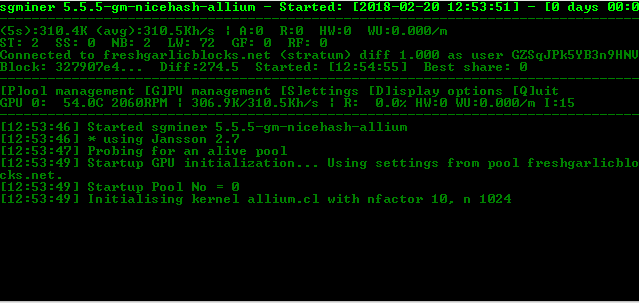 sgminer 5.5.5-gm-nicehash-allium - Started: [2018-02-20 12:53:51] - [0 days 00:0
(5s):310.4K (avg):310.5Kh/s | A:0 R:0 HW:0 WU:0.000/m
ST: 2 SS: 0 NB: 2 LW: 72 GF: 0 RF: 0
Connected to freshgarlicblocks.net (stratum) diff 1.000 as user GZSqJPk5YB3n9HNV
Block: 327907e4... Diff:274.5 Started: [12:54:55] Best share: 0
[P]ool management [G]PU management [S]ettings [D]isplay options [Q]uit
GPU 0: 54.0C 2060RPM | 306.9K/310.5Kh/s | R: 0.0% HW:0 WU:0.000/m I:15
[12:53:46] Started sgminer 5.5.5-gm-nicehash-allium
[12:53:46] * using Jansson 2.7
[12:53:47] Probing for an alive pool
[12:53:49] Startup GPU initialization... Using settings from pool freshgarlicblo
cks.net.
[12:53:49] Startup Pool No = 0
[12:53:49] Initialising kernel allium.cl with nfactor 10, n 1024